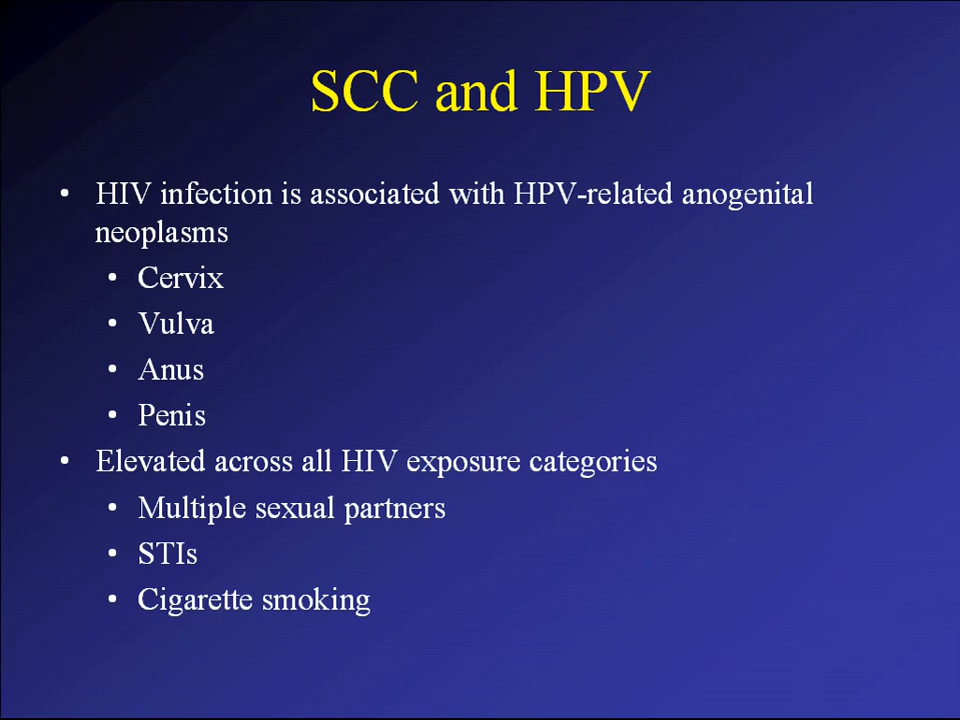 SCC and HPV
• HIV infection is associated with HPV-related anogenital
neoplasms
• Cervix
• Vulva
• Anus
• Penis
• Elevated across all HIV exposure categories
• Multiple sexual partners
• STIs
• Cigarette smoking